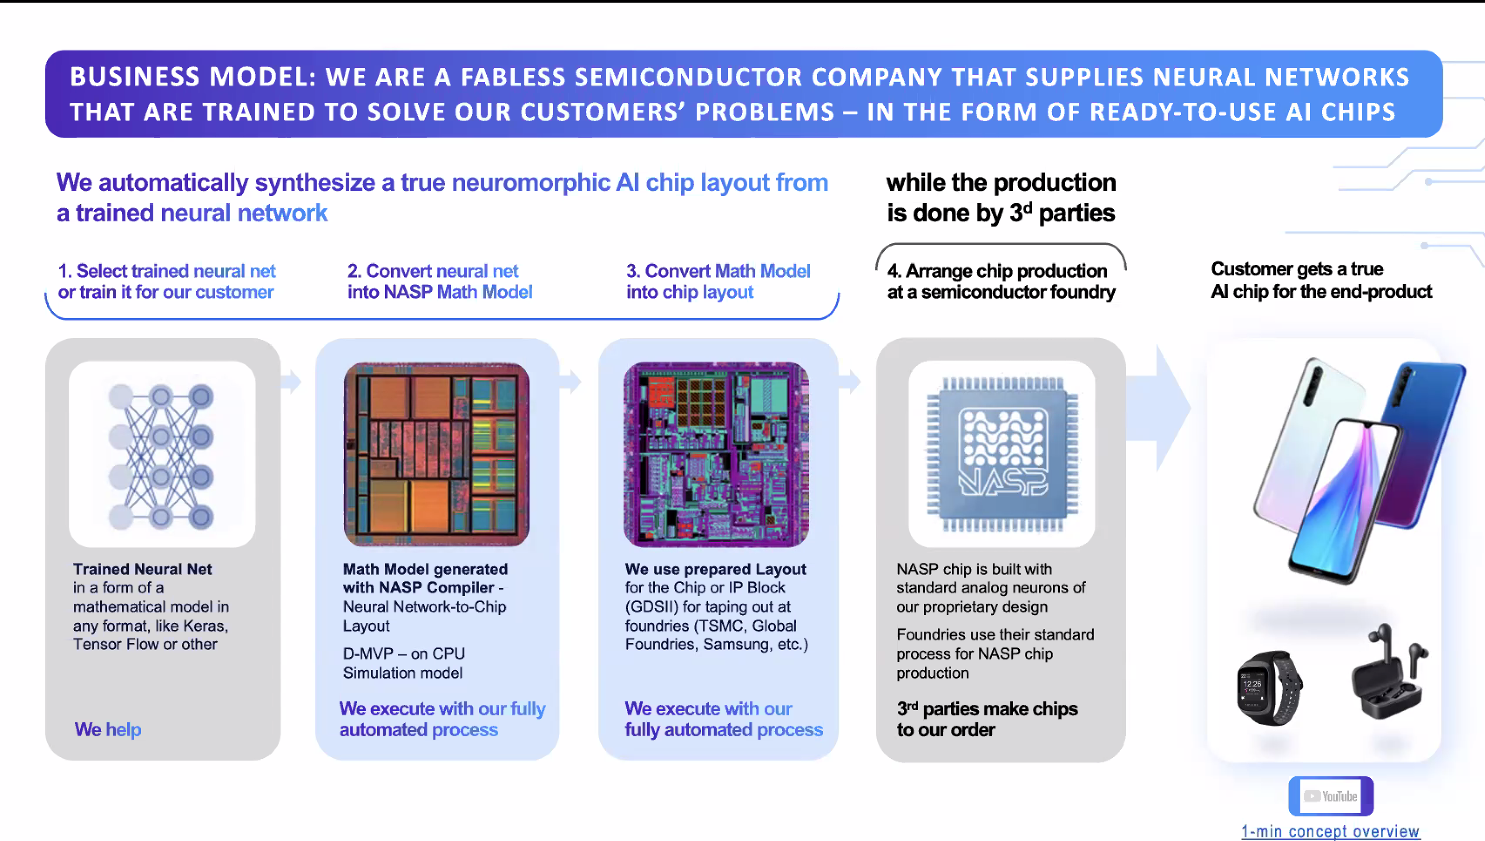 BUSINESS MODEL: WE ARE A FABLESS SEMICONDUCTOR COMPANY THAT SUPPLIES NEURAL NETWORKS
THAT ARE TRAINED TO SOLVE OUR CUSTOMERS’ PROBLEMS – IN THE FORM OF READY-TO-USE AI CHIPS
We automatically synthesize a true neuromorphic AI chip layout from
a trained neural network
while the production
is done by 3ᵈ parties
1. Select trained neural net
or train it for our customer
2. Convert neural net
into NASP Math Model
3. Convert Math Model
into chip layout
4. Arrange chip production
at a semiconductor foundry
Customer gets a true
AI chip for the end-product
Trained Neural Net
in a form of a
mathematical model in
any format, like Keras,
Tensor Flow or other
We help
Math Model generated
with NASP Compiler -
Neural Network-to-Chip
Layout
D-MVP – on CPU
Simulation model
We execute with our fully
automated process
We use prepared Layout
for the Chip or IP Block
(GDSII) for taping out at
foundries (TSMC, Global
Foundries, Samsung, etc.)
We execute with our
fully automated process
NASP
NASP chip is built with
standard analog neurons of
our proprietary design
Foundries use their standard
process for NASP chip
production
3ʳᵈ parties make chips
to our order
12:26
YouTube
1-min concept overview